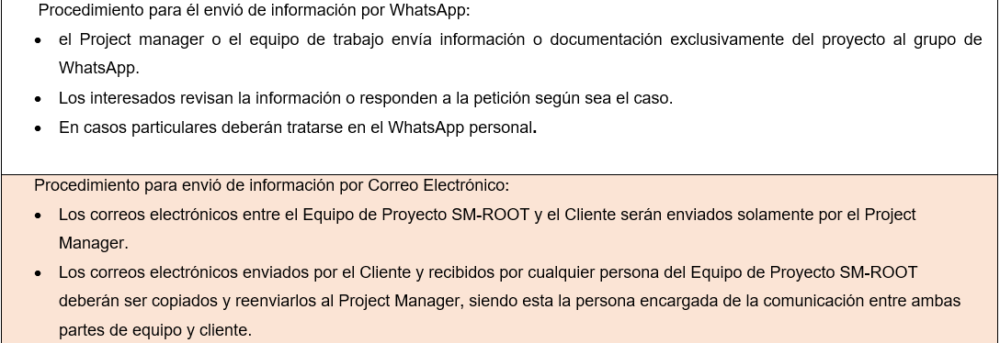 Procedimiento para él envió de información por WhatsApp:
• el Project manager o el equipo de trabajo envía información o documentación exclusivamente del proyecto al grupo de
WhatsApp.
• Los interesados revisan la información o responden a la petición según sea el caso.
• En casos particulares deberán tratarse en el WhatsApp personal.
Procedimiento para envió de información por Correo Electrónico:
• Los correos electrónicos entre el Equipo de Proyecto SM-ROOT y el Cliente serán enviados solamente por el Project
Manager.
• Los correos electrónicos enviados por el Cliente y recibidos por cualquier persona del Equipo de Proyecto SM-ROOT
deberán ser copiados y reenviarlos al Project Manager, siendo esta la persona encargada de la comunicación entre ambas
partes de equipo y cliente.